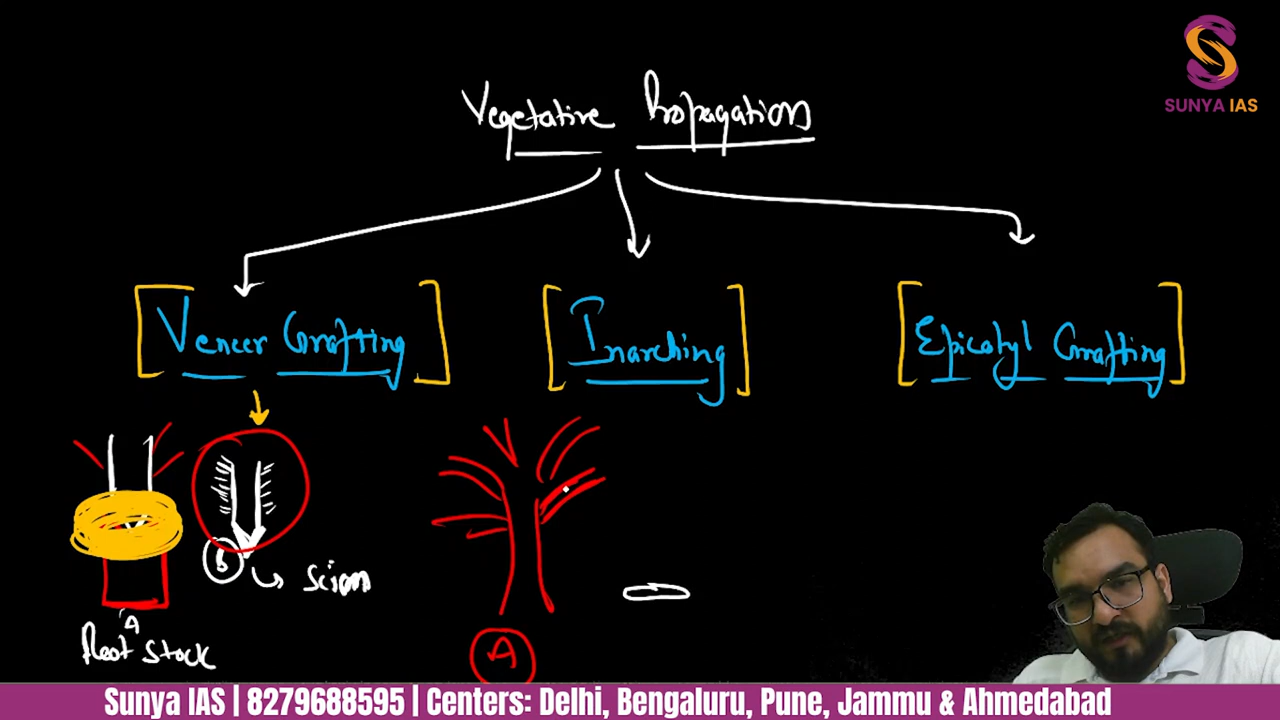 SUNYA IAS
Vegetative Propagation
Veneer Grafting
Inarching
Epicotyl Grafting
B
Scion
A
Root Stock
A
Sunya IAS | 8279688595 | Centers: Delhi, Bengaluru, Pune, Jammu & Ahmedabad